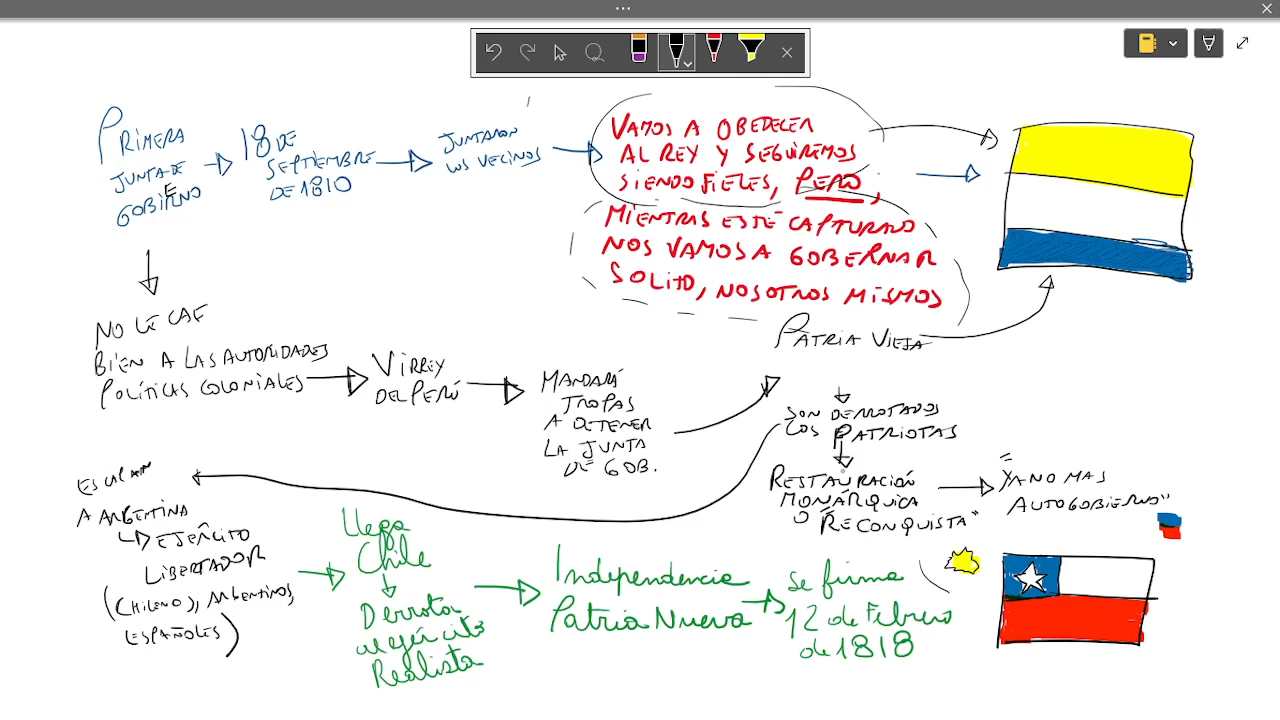 PRIMERA
JUNTA DE
GOBIERNO
18 DE
SEPTIEMBRE
DE 1810
JUNTARON
LOS VECINOS
VAMOS A OBEDECER
AL REY Y SEGUIREMOS
SIENDO FIELES, PERO,
MIENTRAS ESTÉ CAPTURADO
NOS VAMOS A GOBERNAR
SOLITO, NOSOTROS MISMOS
PATRIA VIEJA
NO LE CAE
BIEN A LAS AUTORIDADES
POLÍTICAS COLONIALES
VIRREY
DEL PERÚ
MANDARÁ
TROPAS
A DETENER
LA JUNTA
DE GOB.
SON DERROTADOS
LOS PATRIOTAS
RESTAURACIÓN
MONÁRQUICA
O "RECONQUISTA"
"YA NO MAS
AUTOGOBIERNO"
ESCAPAN
A ARGENTINA
EJÉRCITO
LIBERTADOR
(CHILENO), ARGENTINOS,
ESPAÑOLES)
Llega
Chile
Derrota
al ejército
Realista
Independencia
Patria Nueva
Se firma
12 de Febrero
de 1818